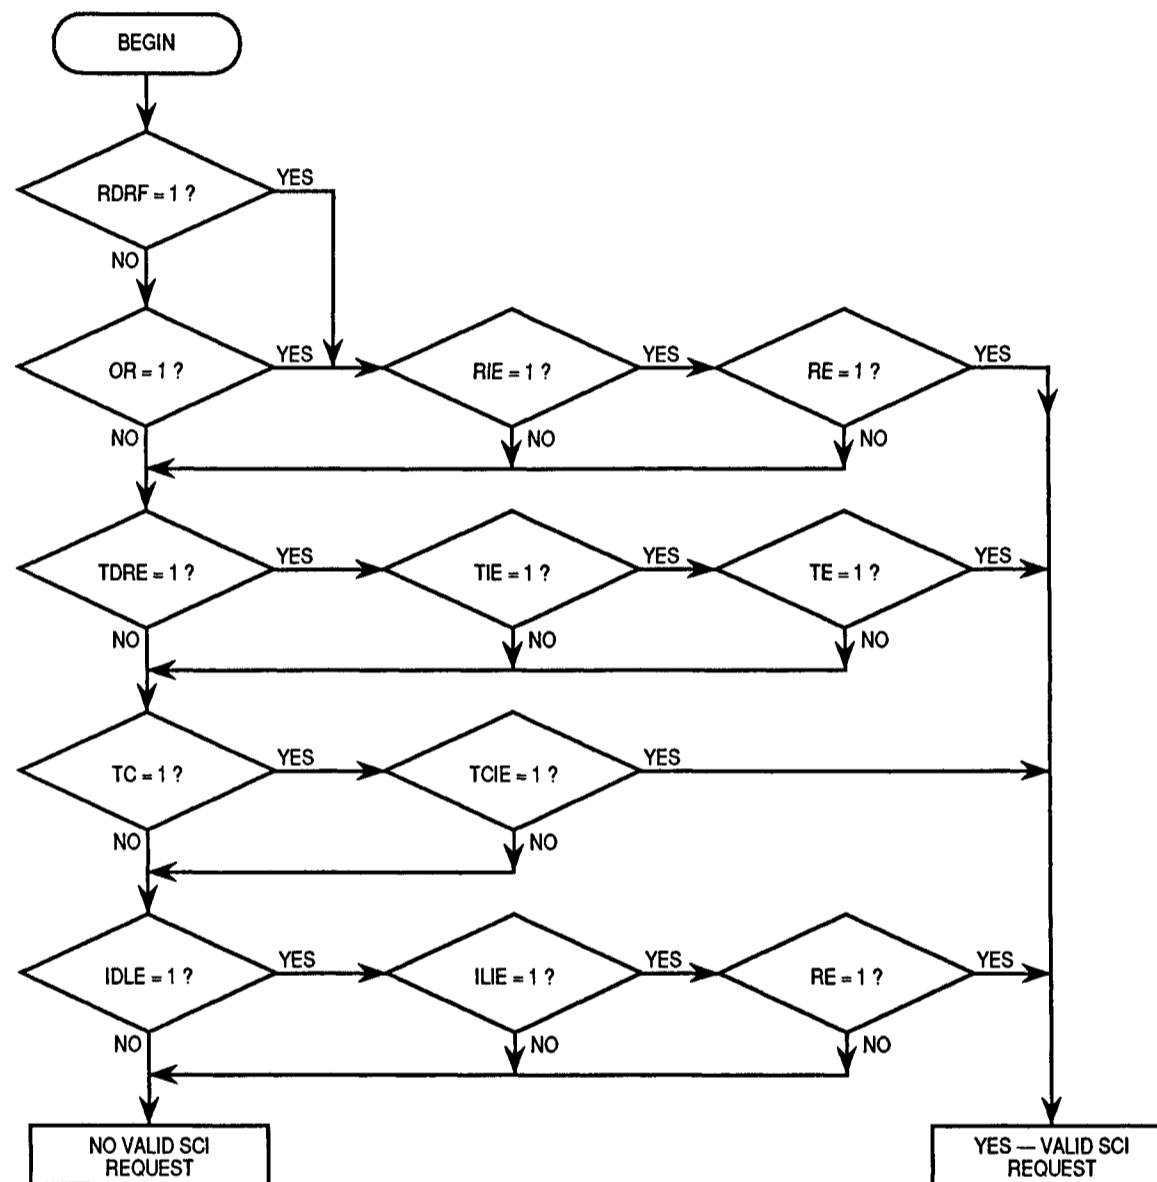 BEGIN
RDRF = 1 ?
YES
NO
OR = 1 ?
YES
RIE = 1 ?
YES
RE = 1 ?
YES
NO
NO
NO
TDRE = 1 ?
YES
TIE = 1 ?
YES
TE = 1 ?
YES
NO
NO
NO
TC = 1 ?
YES
TCIE = 1 ?
YES
NO
NO
IDLE = 1 ?
YES
ILIE = 1 ?
YES
RE = 1 ?
YES
NO
NO
NO
NO VALID SCI
REQUEST
YES — VALID SCI
REQUEST